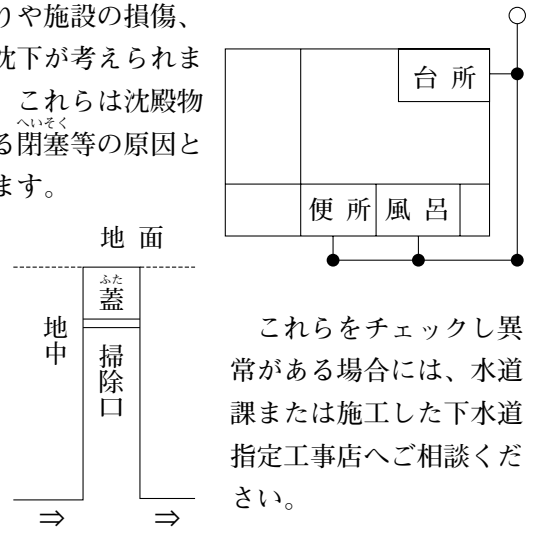 りや施設の損傷、
沈下が考えられま
これらは沈殿物
る閉塞等の原因と
へいそく
ます。
台所
便所
風呂
地面
ふた
蓋
掃除口
地中
⇒ ⇒
これらをチェックし異
常がある場合には、水道
課または施工した下水道
指定工事店へご相談くだ
さい。